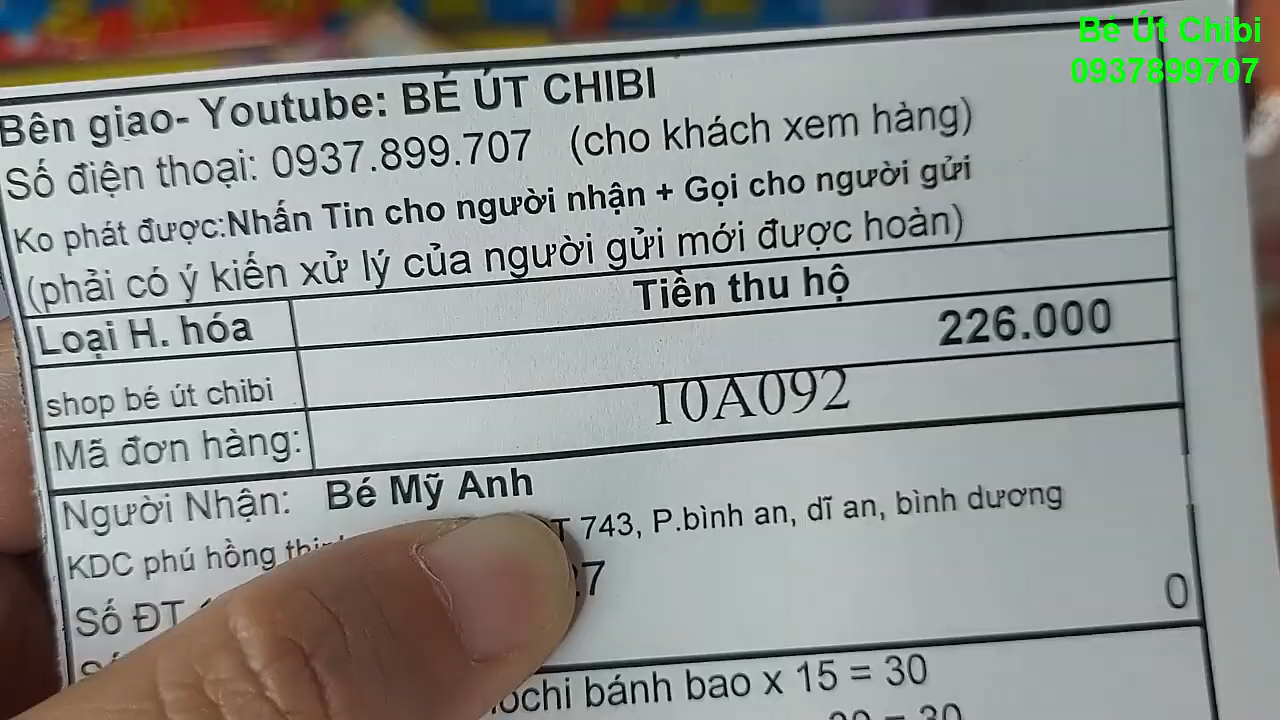 Bé Út Chibi
0937899707
Bên giao- Youtube: BÉ ÚT CHIBI
Số điện thoại: 0937.899.707 (cho khách xem hàng)
Ko phát được:Nhấn Tin cho người nhận + Gọi cho người gửi
(phải có ý kiến xử lý của người gửi mới được hoàn)
Loại H. hóa Tiền thu hộ
226.000
shop bé út chibi
Mã đơn hàng: 10A092
Người Nhận: Bé Mỹ Anh
KDC phú hồng 743, P.bình an, dĩ an, bình dương
Số ĐT 7
0
bánh bao x 15 = 30
= 30